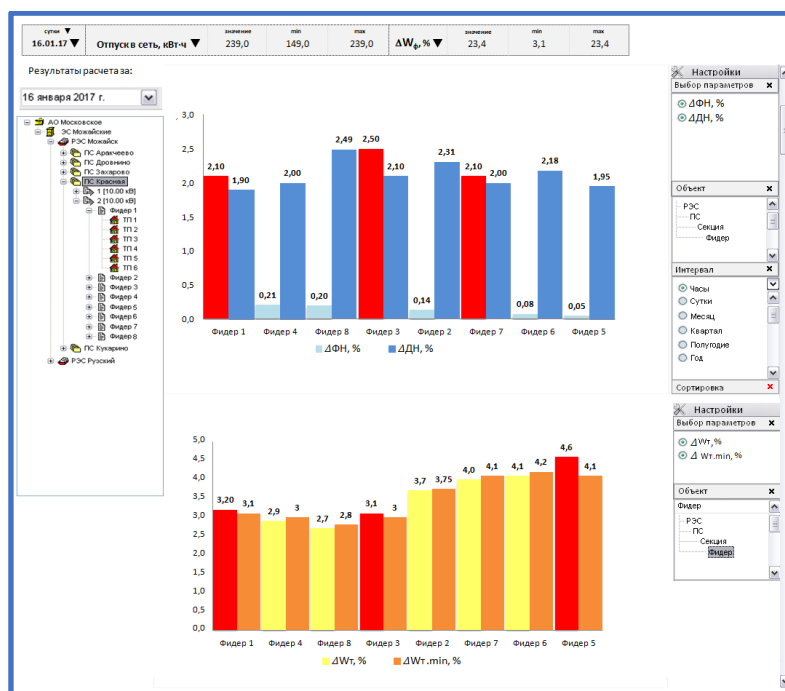 сутки ▼ значение min max значение min max
16.01.17 ▼ Отпуск в сеть, кВт·ч ▼ 239,0 149,0 239,0 ΔWф,% ▼ 23,4 3,1 23,4
Результаты расчета за:
16 января 2017 г.
АО Московское
ЭС Можайские
РЭС Можайск
ПС Аракчеево
ПС Дровнино
ПС Захарово
ПС Красная
1 [10.00 кВ]
2 [10.00 кВ]
Фидер 1
ТП 1
ТП 2
ТП 3
ТП 4
ТП 5
ТП 6
Фидер 2
Фидер 3
Фидер 4
Фидер 5
Фидер 6
Фидер 7
Фидер 8
ПС Кукарино
РЭС Рузский
3,0
2,5
2,0
1,5
1,0
0,5
0,0
2,10 1,90 0,21 2,00 0,20 2,49 2,50 2,10 0,14 2,31 2,10 2,00 0,08 2,18 0,05 1,95
Фидер 1 Фидер 4 Фидер 8 Фидер 3 Фидер 2 Фидер 7 Фидер 6 Фидер 5
ΔФН, % ΔДН, %
Настройки
Выбор параметров x
ΔФН, %
ΔДН, %
Объект x
РЭС
ПС
Секция
Фидер
Интервал x
Часы
Сутки
Месяц
Квартал
Полугодие
Год
Сортировка x
5,0
4,5
4,0
3,5
3,0
2,5
2,0
1,5
1,0
0,5
0,0
3,20 3,1 2,9 3 2,7 2,8 3,1 3 3,7 3,75 4,0 4,1 4,1 4,2 4,6 4,1
Фидер 1 Фидер 4 Фидер 8 Фидер 3 Фидер 2 Фидер 7 Фидер 6 Фидер 5
ΔWт, % ΔWт.min, %
Настройки
Выбор параметров x
ΔWт, %
Δ Wт.min, %
Объект x
Фидер
РЭС
ПС
Секция
Фидер